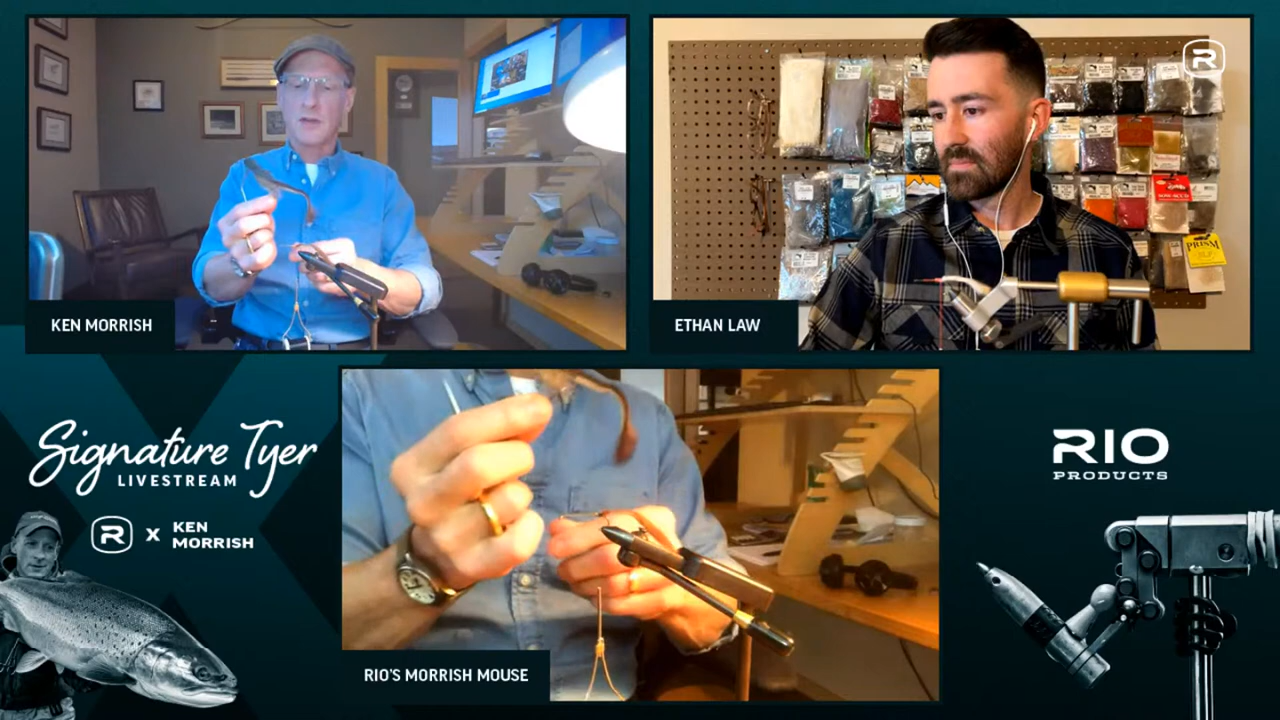 R
KEN MORRISH
ETHAN LAW
PRISM
Signature Tyer
LIVESTREAM
R X KEN
MORRISH
RIO
PRODUCTS
RIO'S MORRISH MOUSE